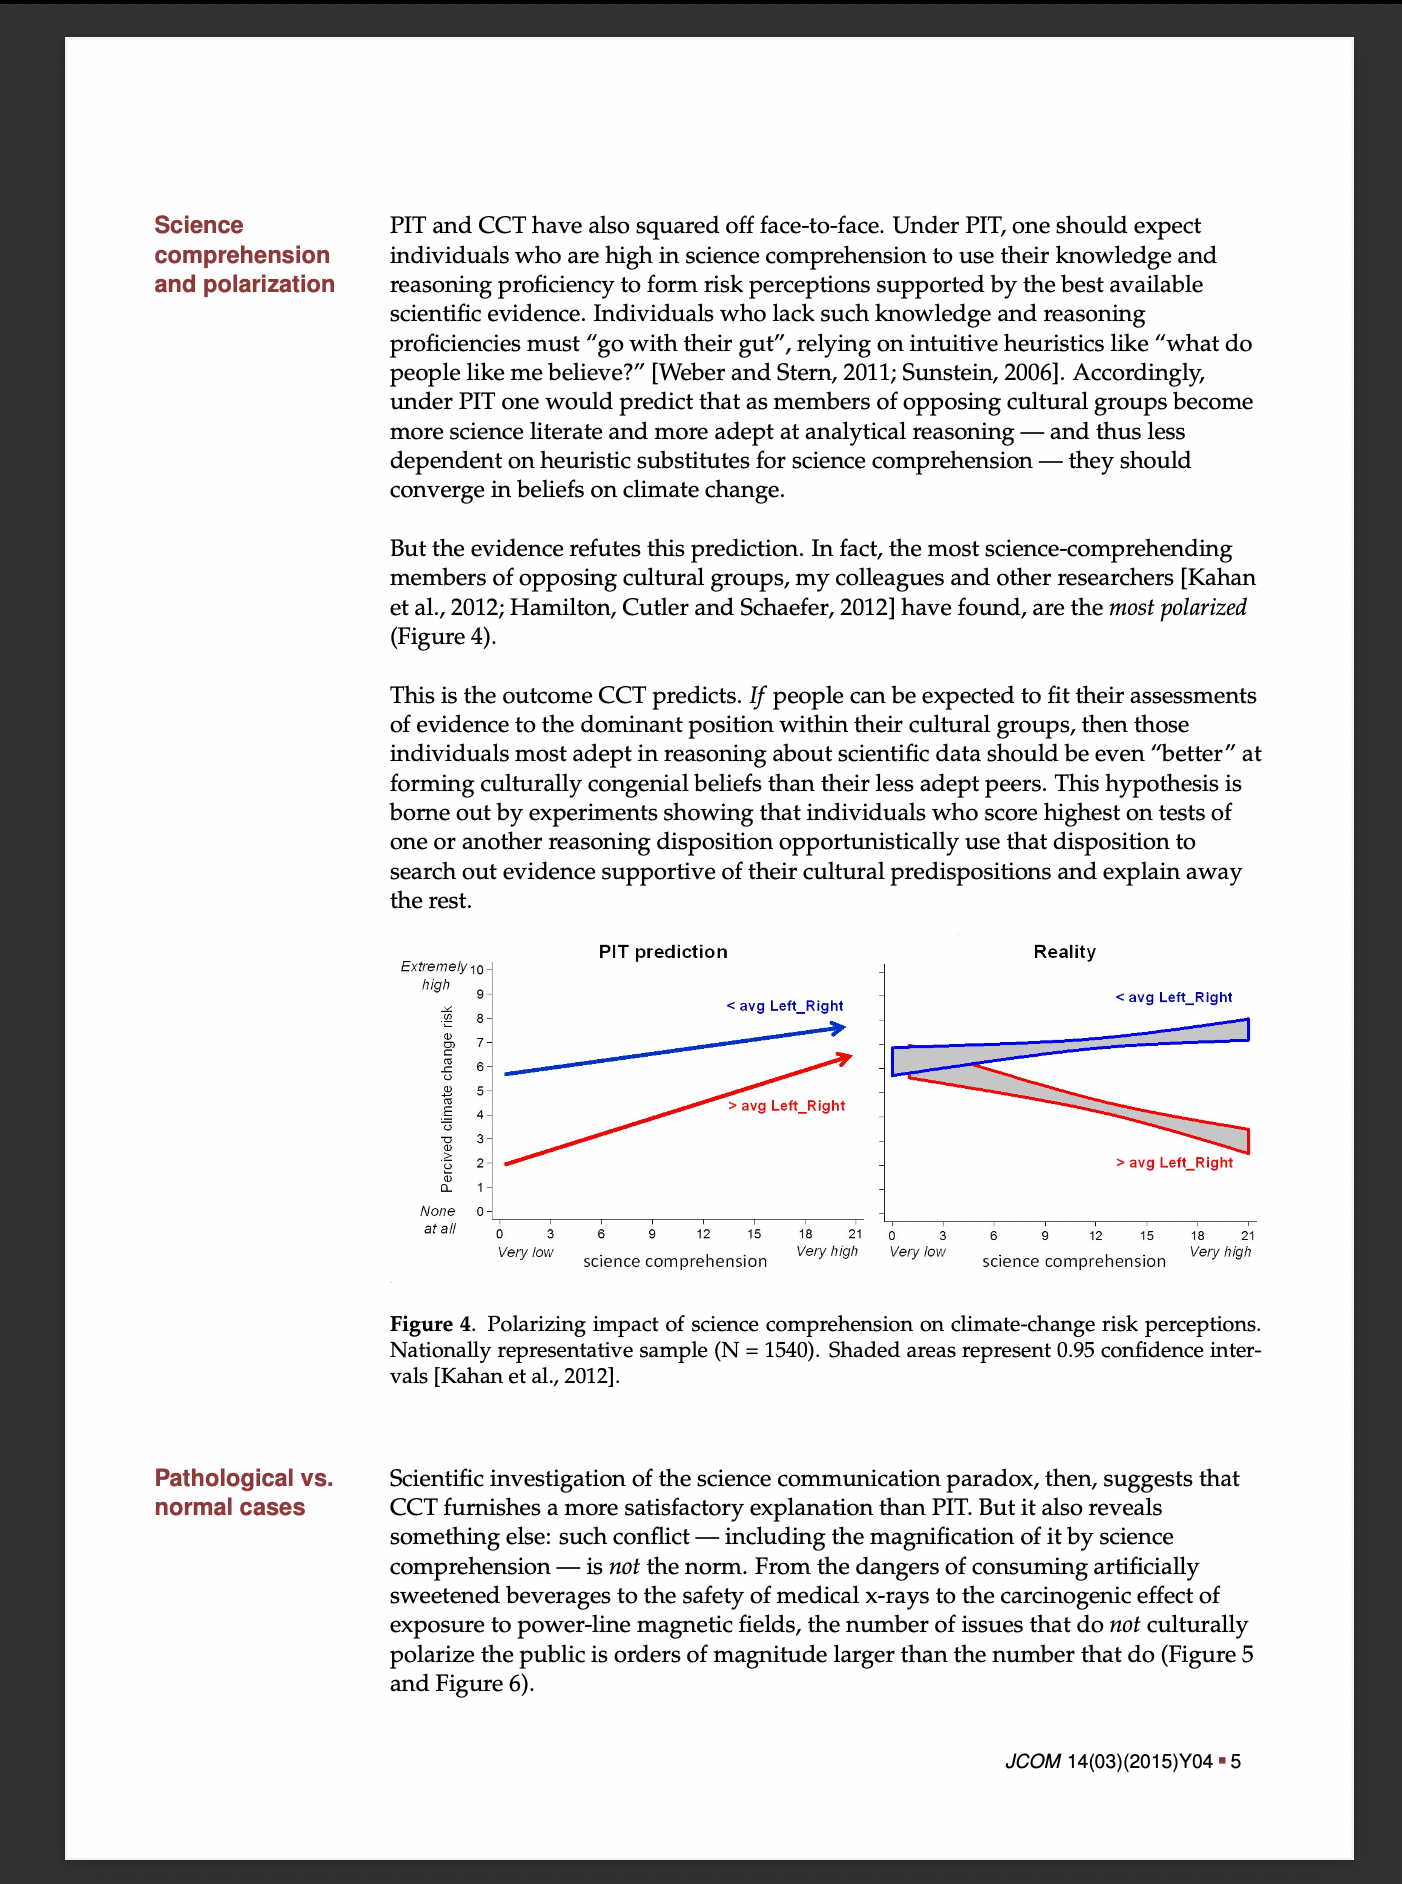 Science
comprehension
and polarization
PIT and CCT have also squared off face-to-face. Under PIT, one should expect
individuals who are high in science comprehension to use their knowledge and
reasoning proficiency to form risk perceptions supported by the best available
scientific evidence. Individuals who lack such knowledge and reasoning
proficiencies must “go with their gut”, relying on intuitive heuristics like “what do
people like me believe?” [Weber and Stern, 2011; Sunstein, 2006]. Accordingly,
under PIT one would predict that as members of opposing cultural groups become
more science literate and more adept at analytical reasoning — and thus less
dependent on heuristic substitutes for science comprehension — they should
converge in beliefs on climate change.
But the evidence refutes this prediction. In fact, the most science-comprehending
members of opposing cultural groups, my colleagues and other researchers [Kahan
et al., 2012; Hamilton, Cutler and Schaefer, 2012] have found, are the most polarized
(Figure 4).
This is the outcome CCT predicts. If people can be expected to fit their assessments
of evidence to the dominant position within their cultural groups, then those
individuals most adept in reasoning about scientific data should be even “better” at
forming culturally congenial beliefs than their less adept peers. This hypothesis is
borne out by experiments showing that individuals who score highest on tests of
one or another reasoning disposition opportunistically use that disposition to
search out evidence supportive of their cultural predispositions and explain away
the rest.
PIT prediction
Extremely
high
10
9
8
7
6
5
4
3
2
1
0
None
at all
Percived climate change risk
< avg Left_Right
> avg Left_Right
0 3 6 9 12 15 18 21
Very low
science comprehension
Very high
Reality
< avg Left_Right
> avg Left_Right
0 3 6 9 12 15 18 21
Very low
science comprehension
Very high
Figure 4. Polarizing impact of science comprehension on climate-change risk perceptions.
Nationally representative sample (N = 1540). Shaded areas represent 0.95 confidence inter-
vals [Kahan et al., 2012].
Pathological vs.
normal cases
Scientific investigation of the science communication paradox, then, suggests that
CCT furnishes a more satisfactory explanation than PIT. But it also reveals
something else: such conflict — including the magnification of it by science
comprehension — is not the norm. From the dangers of consuming artificially
sweetened beverages to the safety of medical x-rays to the carcinogenic effect of
exposure to power-line magnetic fields, the number of issues that do not culturally
polarize the public is orders of magnitude larger than the number that do (Figure 5
and Figure 6).
JCOM 14(03)(2015)Y04 ▪ 5